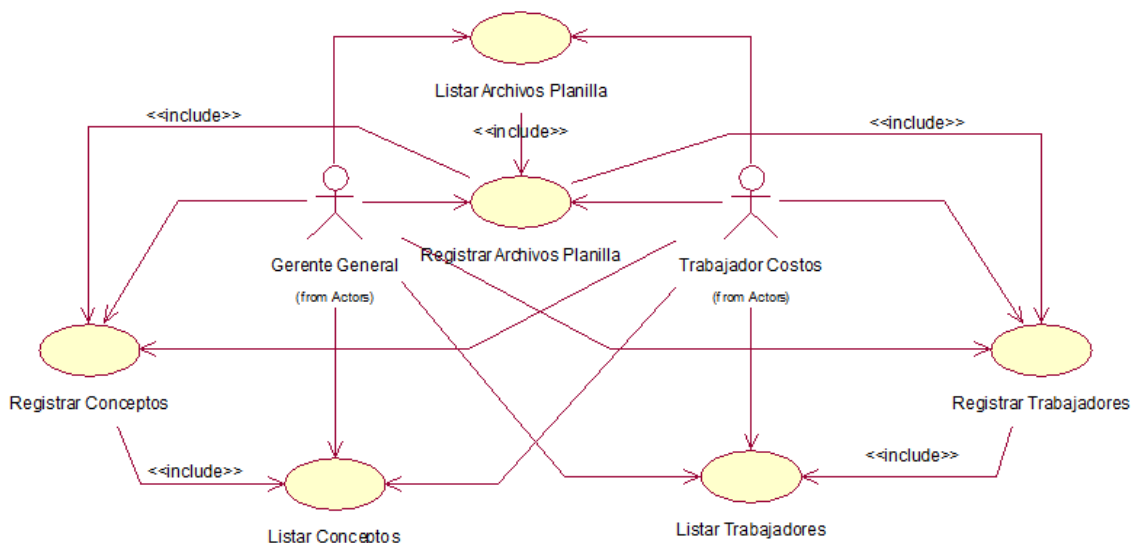 Listar Archivos Planilla
<<include>>
<<include>>
<<include>>
Registrar Archivos Planilla
Gerente General
(from Actors)
Trabajador Costos
(from Actors)
Registrar Conceptos
Registrar Trabajadores
<<include>>
<<include>>
Listar Conceptos
Listar Trabajadores